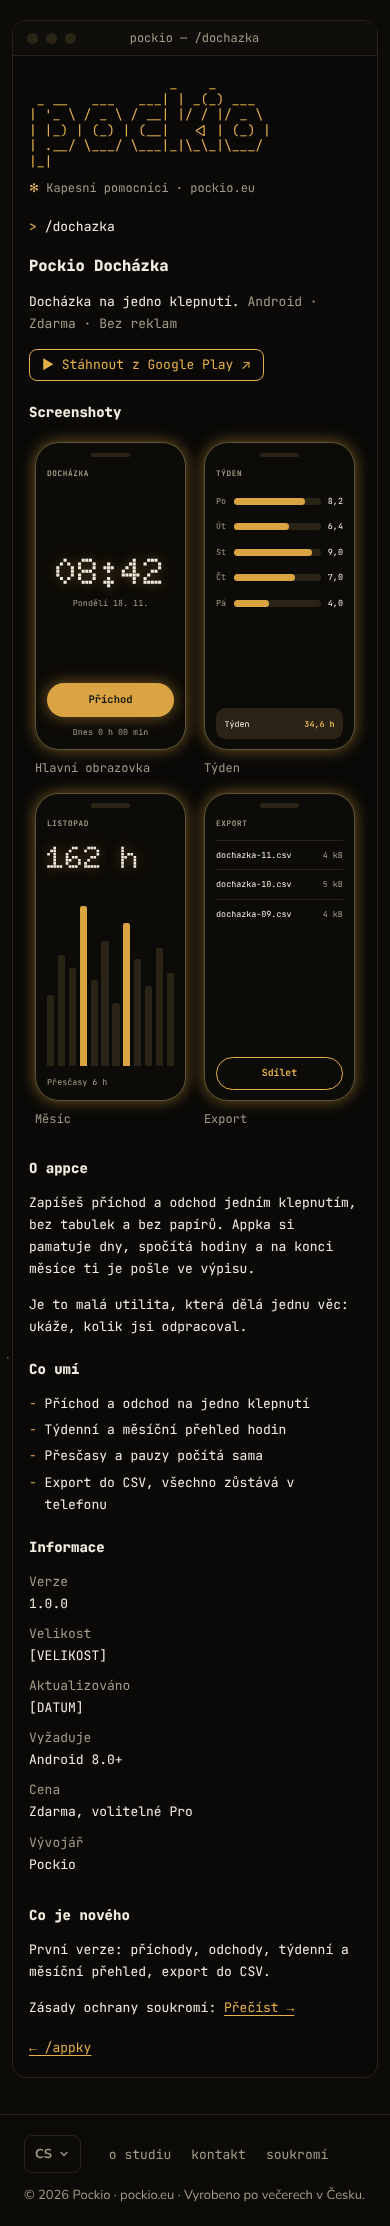 pockio — /dochazka
pockio
✻ Kapesní pomocníci · pockio.eu
> /dochazka
Pockio Docházka
Docházka na jedno klepnutí. Android ·
Zdarma · Bez reklam
▶ Stáhnout z Google Play ↗
Screenshoty
DOCHÁZKA
08:42
Pondělí 18. 11.
Příchod
Dnes 0 h 00 min
Hlavní obrazovka
TÝDEN
Po 8,2
Út 6,4
St 9,0
Čt 7,0
Pá 4,0
Týden 34,6 h
Týden
LISTOPAD
162 h
Přesčasy 6 h
Měsíc
EXPORT
dochazka-11.csv 4 kB
dochazka-10.csv 5 kB
dochazka-09.csv 4 kB
Sdílet
Export
O appce
Zapíšeš příchod a odchod jedním klepnutím,
bez tabulek a bez papírů. Appka si
pamatuje dny, spočítá hodiny a na konci
měsíce ti je pošle ve výpisu.
Je to malá utilita, která dělá jednu věc:
ukáže, kolik jsi odpracoval.
Co umí
- Příchod a odchod na jedno klepnutí
- Týdenní a měsíční přehled hodin
- Přesčasy a pauzy počítá sama
- Export do CSV, všechno zůstává v
telefonu
Informace
Verze
1.0.0
Velikost
[VELIKOST]
Aktualizováno
[DATUM]
Vyžaduje
Android 8.0+
Cena
Zdarma, volitelné Pro
Vývojář
Pockio
Co je nového
První verze: příchody, odchody, týdenní a
měsíční přehled, export do CSV.
Zásady ochrany soukromí: Přečíst →
← /appky
CS
o studiu kontakt soukromí
© 2026 Pockio · pockio.eu · Vyrobeno po večerech v Česku.